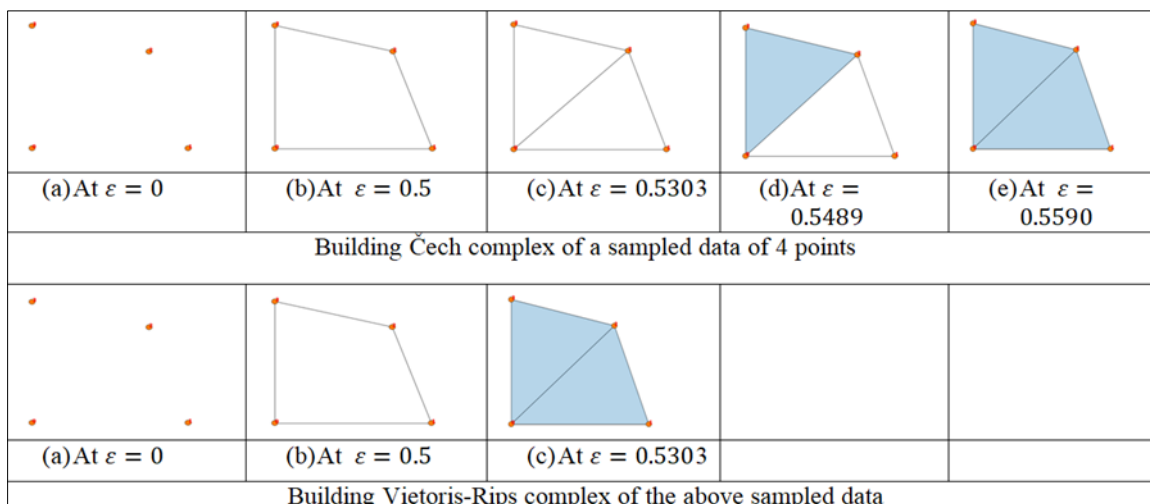 (a)At ε = 0
(b)At ε = 0.5
(c)At ε = 0.5303
(d)At ε =
0.5489
(e)At ε =
0.5590
Building Čech complex of a sampled data of 4 points
(a)At ε = 0
(b)At ε = 0.5
(c)At ε = 0.5303
Building Vietoris-Rips complex of the above sampled data